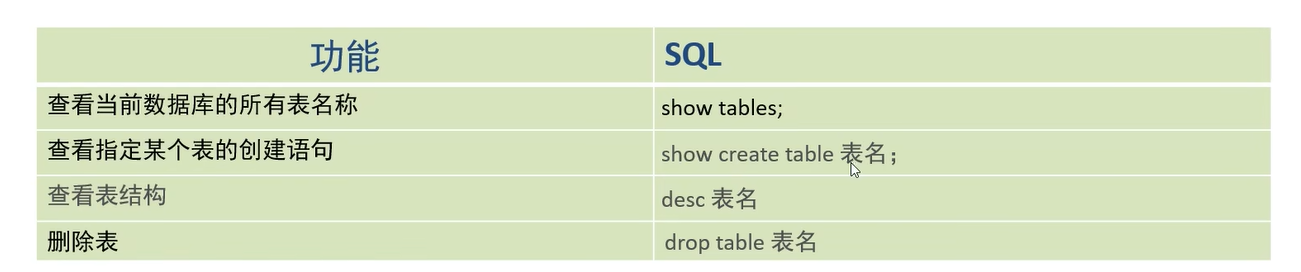 功能 SQL
查看当前数据库的所有表名称 show tables;
查看指定某个表的创建语句 show create table 表名；
查看表结构 desc 表名
删除表 drop table 表名